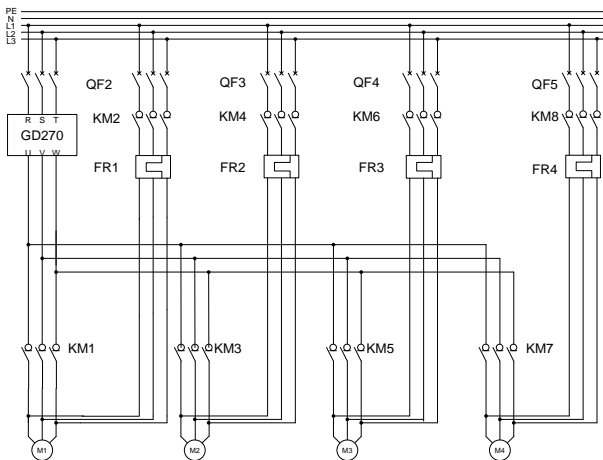 PE
N
L1
L2
L3
QF2 QF3 QF4 QF5
R S T KM2 KM4 KM6 KM8
GD270
U V W FR1 FR2 FR3 FR4
KM1 KM3 KM5 KM7
M1 M2 M3 M4